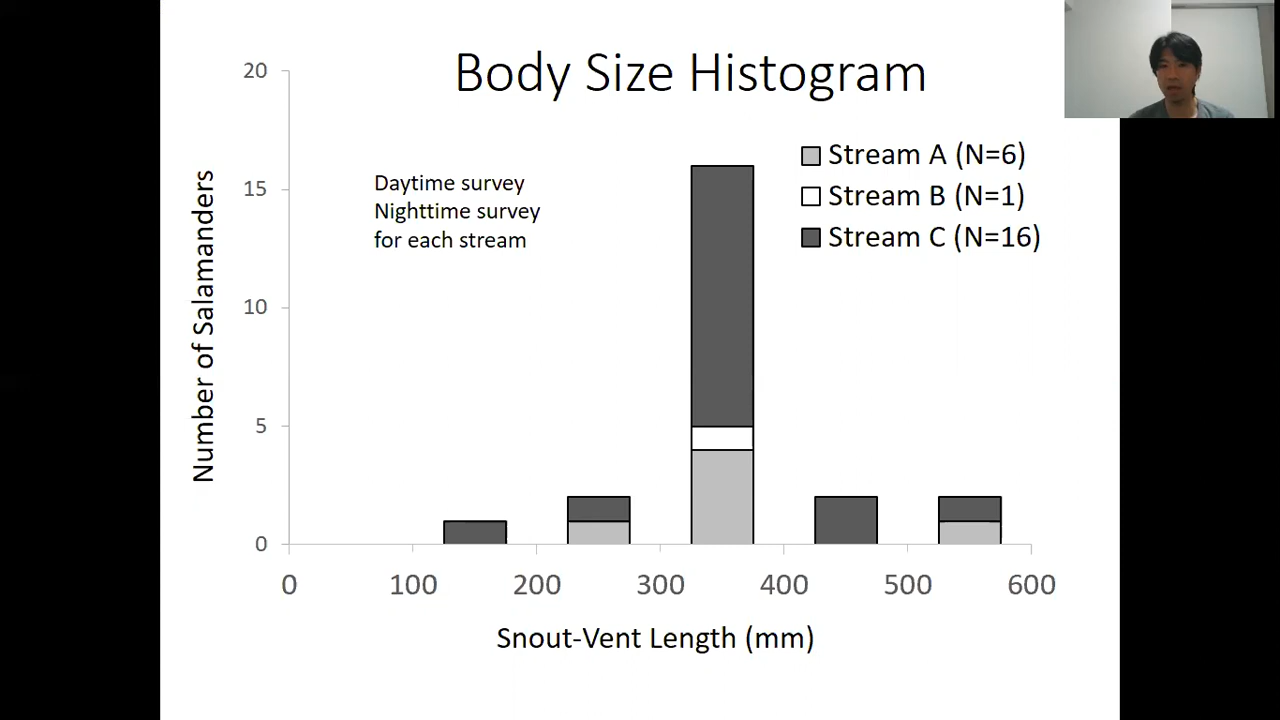 Body Size Histogram
Stream A (N=6)
Stream B (N=1)
Stream C (N=16)
Daytime survey
Nighttime survey
for each stream
Number of Salamanders
20
15
10
5
0
0 100 200 300 400 500 600
Snout-Vent Length (mm)